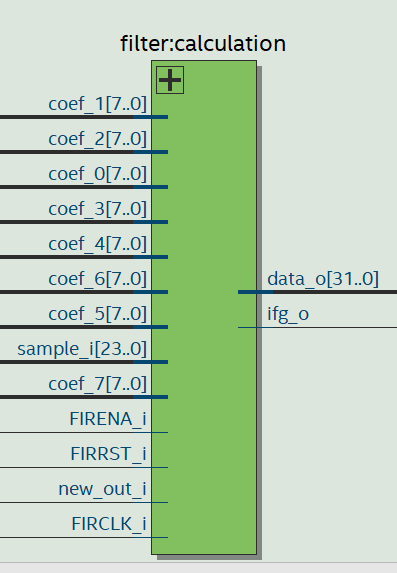 filter:calculation
coef_1[7..0]
coef_2[7..0]
coef_0[7..0]
coef_3[7..0]
coef_4[7..0]
coef_6[7..0]
data_o[31..0]
coef_5[7..0]
ifg_o
sample_i[23..0]
coef_7[7..0]
FIRENA_i
FIRRST_i
new_out_i
FIRCLK_i